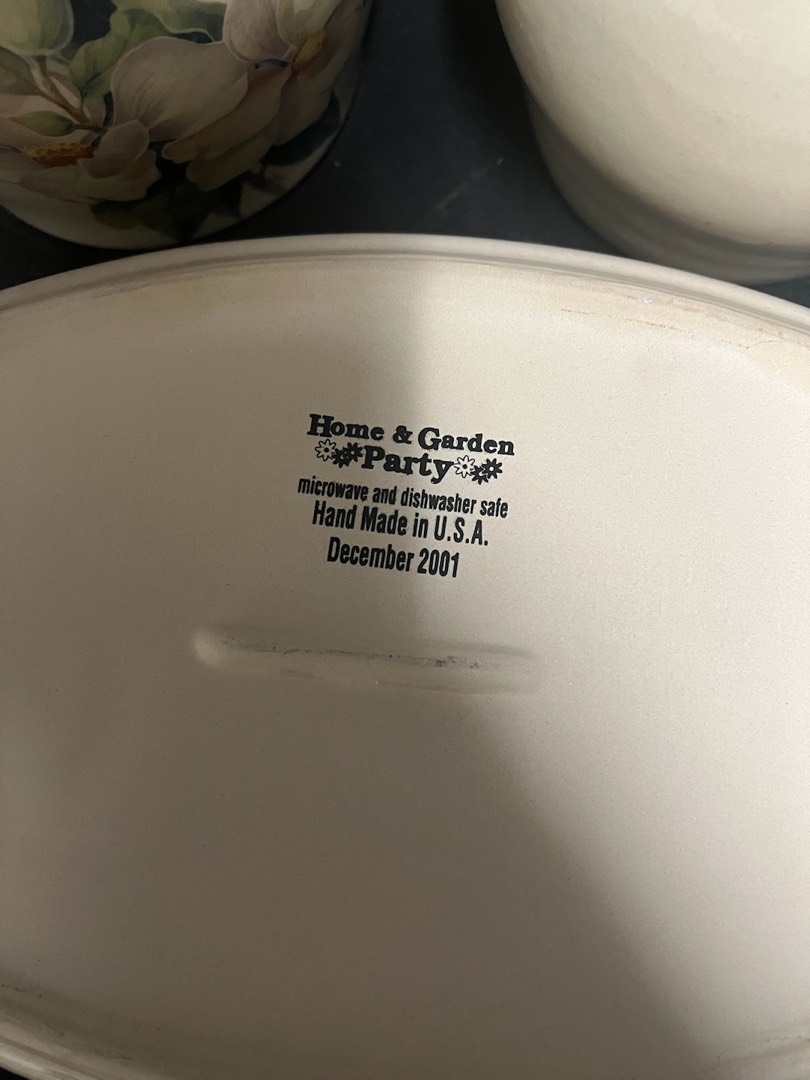 Home & Garden
Party
microwave and dishwasher safe
Hand Made in U.S.A.
December 2001